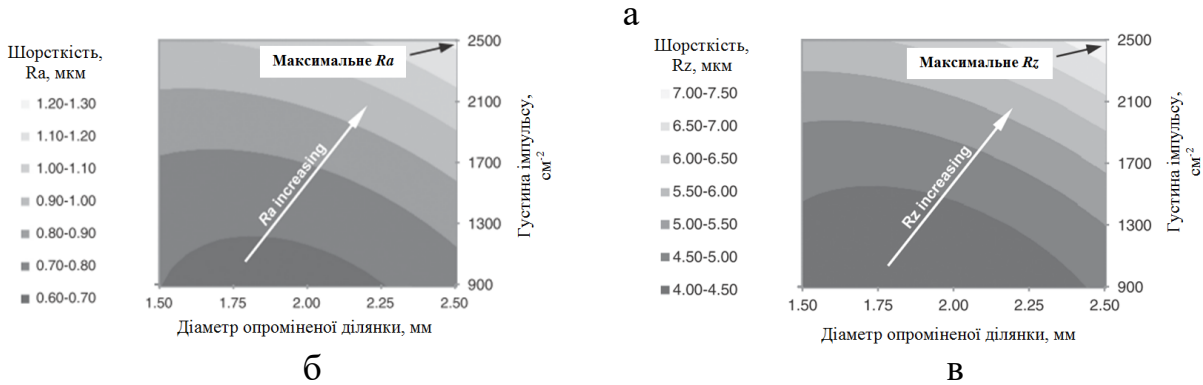 а
Шорсткість,
Ra, мкм
1.20-1.30
1.10-1.20
1.00-1.10
0.90-1.00
0.80-0.90
0.70-0.80
0.60-0.70
Максимальне Ra
Ra increasing
2500
2100
1700
1300
900
Густина імпульсу,
см-2
1.50 1.75 2.00 2.25 2.50
Діаметр опроміненої ділянки, мм
б
Шорсткість,
Rz, мкм
7.00-7.50
6.50-7.00
6.00-6.50
5.50-6.00
5.00-5.50
4.50-5.00
4.00-4.50
Максимальне Rz
Rz increasing
2500
2100
1700
1300
900
Густина імпульсу,
см-2
1.50 1.75 2.00 2.25 2.50
Діаметр опроміненої ділянки, мм
в